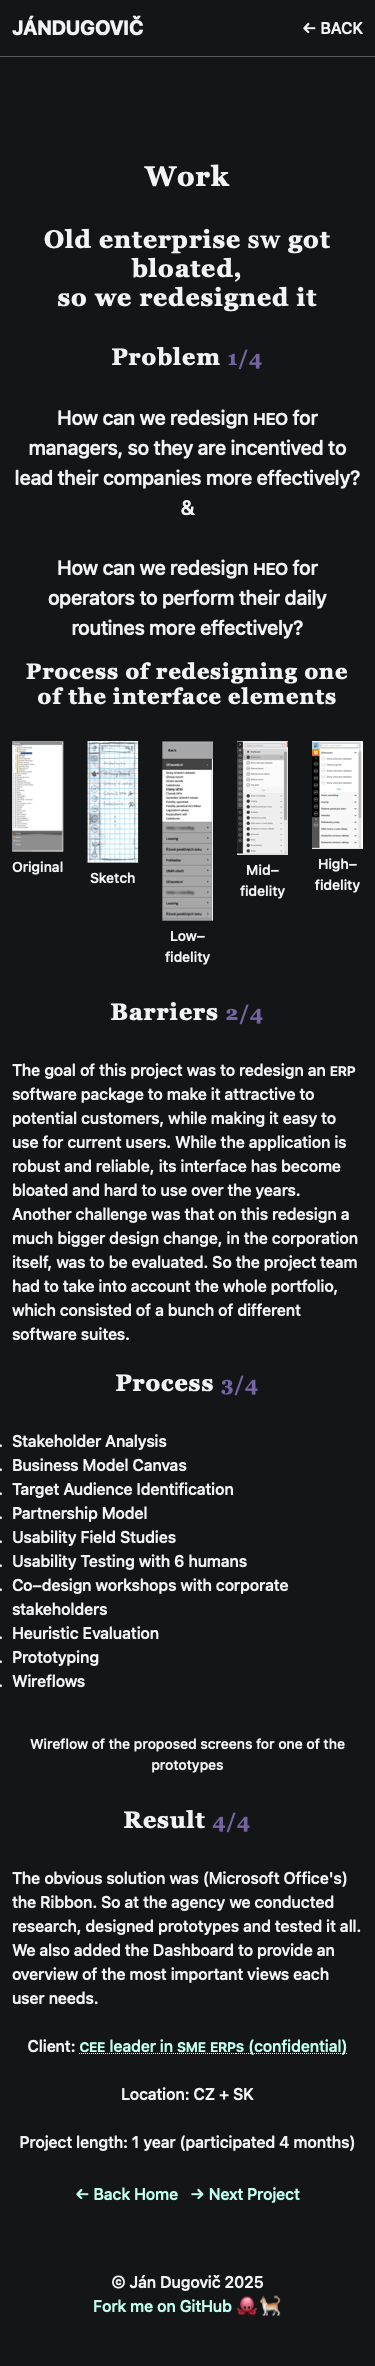 JÁNDUGOVIČ
← BACK
Work
Old enterprise SW got
bloated,
so we redesigned it
Problem 1/4
How can we redesign HEO for
managers, so they are incentived to
lead their companies more effectively?
&
How can we redesign HEO for
operators to perform their daily
routines more effectively?
Process of redesigning one
of the interface elements
Original
Sketch
Low–
fidelity
Mid–
fidelity
High–
fidelity
Barriers 2/4
The goal of this project was to redesign an ERP
software package to make it attractive to
potential customers, while making it easy to
use for current users. While the application is
robust and reliable, its interface has become
bloated and hard to use over the years.
Another challenge was that on this redesign a
much bigger design change, in the corporation
itself, was to be evaluated. So the project team
had to take into account the whole portfolio,
which consisted of a bunch of different
software suites.
Process 3/4
Stakeholder Analysis
Business Model Canvas
Target Audience Identification
Partnership Model
Usability Field Studies
Usability Testing with 6 humans
Co–design workshops with corporate
stakeholders
Heuristic Evaluation
Prototyping
Wireflows
Wireflow of the proposed screens for one of the
prototypes
Result 4/4
The obvious solution was (Microsoft Office's)
the Ribbon. So at the agency we conducted
research, designed prototypes and tested it all.
We also added the Dashboard to provide an
overview of the most important views each
user needs.
Client: CEE leader in SME ERPs (confidential)
Location: CZ + SK
Project length: 1 year (participated 4 months)
← Back Home → Next Project
© Ján Dugovič 2025
Fork me on GitHub 🐙🐈